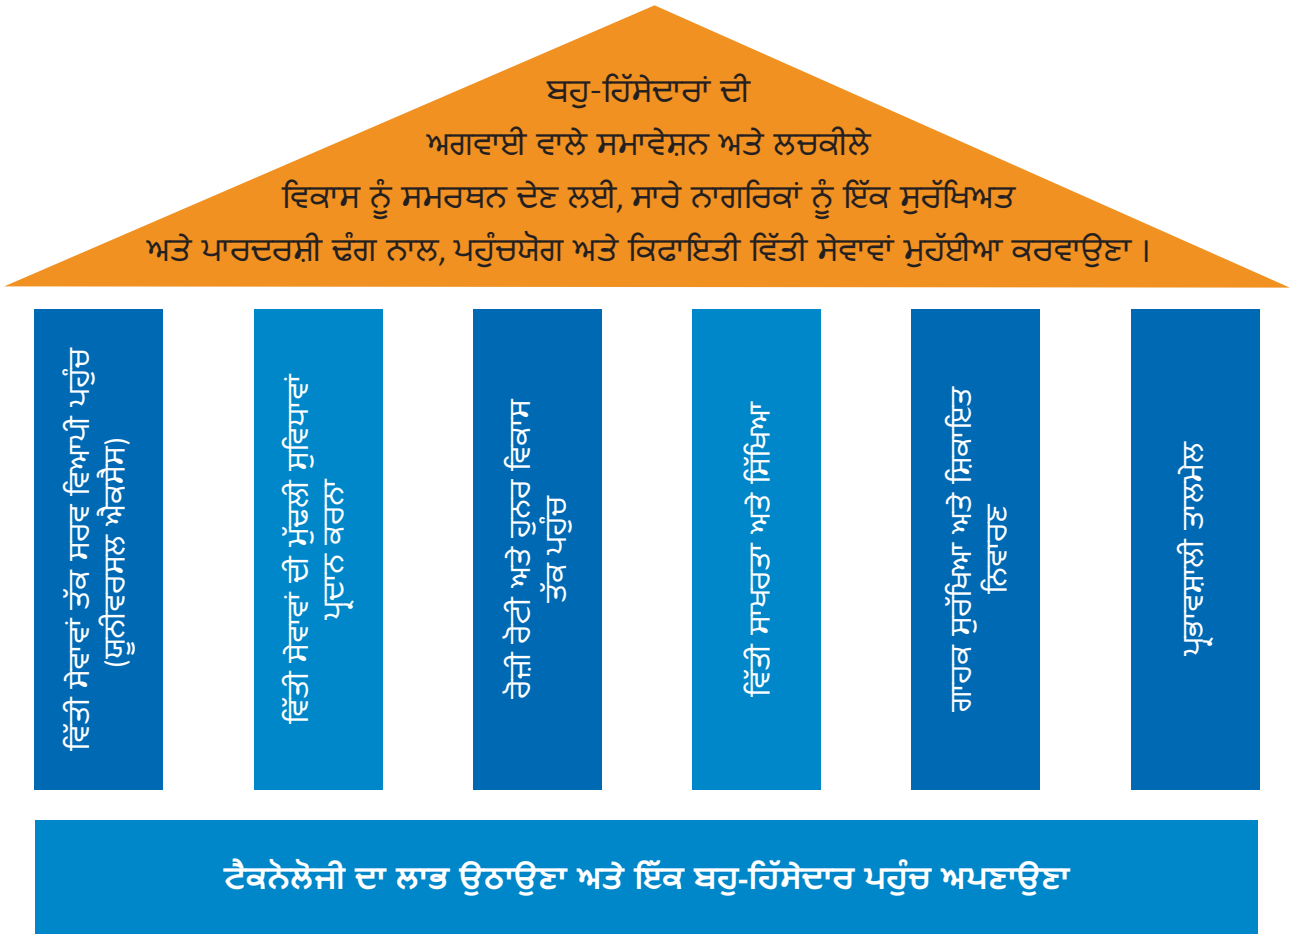 ਬਹੁ-ਹਿੱਸੇਦਾਰਾਂ ਦੀ
ਅਗਵਾਈ ਵਾਲੇ ਸਮਾਵੇਸ਼ਨ ਅਤੇ ਲਚਕੀਲੇ
ਵਿਕਾਸ ਨੂੰ ਸਮਰਥਨ ਦੇਣ ਲਈ, ਸਾਰੇ ਨਾਗਰਿਕਾਂ ਨੂੰ ਇੱਕ ਸੁਰੱਖਿਅਤ
ਅਤੇ ਪਾਰਦਰਸ਼ੀ ਢੰਗ ਨਾਲ, ਪਹੁੰਚਯੋਗ ਅਤੇ ਕਿਫਾਇਤੀ ਵਿੱਤੀ ਸੇਵਾਵਾਂ ਮੁਹੱਈਆ ਕਰਵਾਉਣਾ।
ਵਿੱਤੀ ਸੇਵਾਵਾਂ ਤੱਕ ਸਰਵ ਵਿਆਪੀ ਪਹੁੰਚ
(ਯੂਨੀਵਰਸਲ ਐਕਸੈਸ)
ਵਿੱਤੀ ਸੇਵਾਵਾਂ ਦੀ ਮੁੱਢਲੀ ਸੁਵਿਧਾਵਾਂ
ਪ੍ਰਦਾਨ ਕਰਨਾ
ਰੋਜ਼ੀ ਰੋਟੀ ਅਤੇ ਹੁਨਰ ਵਿਕਾਸ
ਤੱਕ ਪਹੁੰਚ
ਵਿੱਤੀ ਸਾਖਰਤਾ ਅਤੇ ਸਿੱਖਿਆ
ਗਾਹਕ ਸੁਰੱਖਿਆ ਅਤੇ ਸ਼ਿਕਾਇਤ
ਨਿਵਾਰਣ
ਪ੍ਰਭਾਵਸ਼ਾਲੀ ਤਾਲਮੇਲ
ਟੈਕਨੋਲੋਜੀ ਦਾ ਲਾਭ ਉਠਾਉਣਾ ਅਤੇ ਇੱਕ ਬਹੁ-ਹਿੱਸੇਦਾਰ ਪਹੁੰਚ ਅਪਣਾਉਣਾ